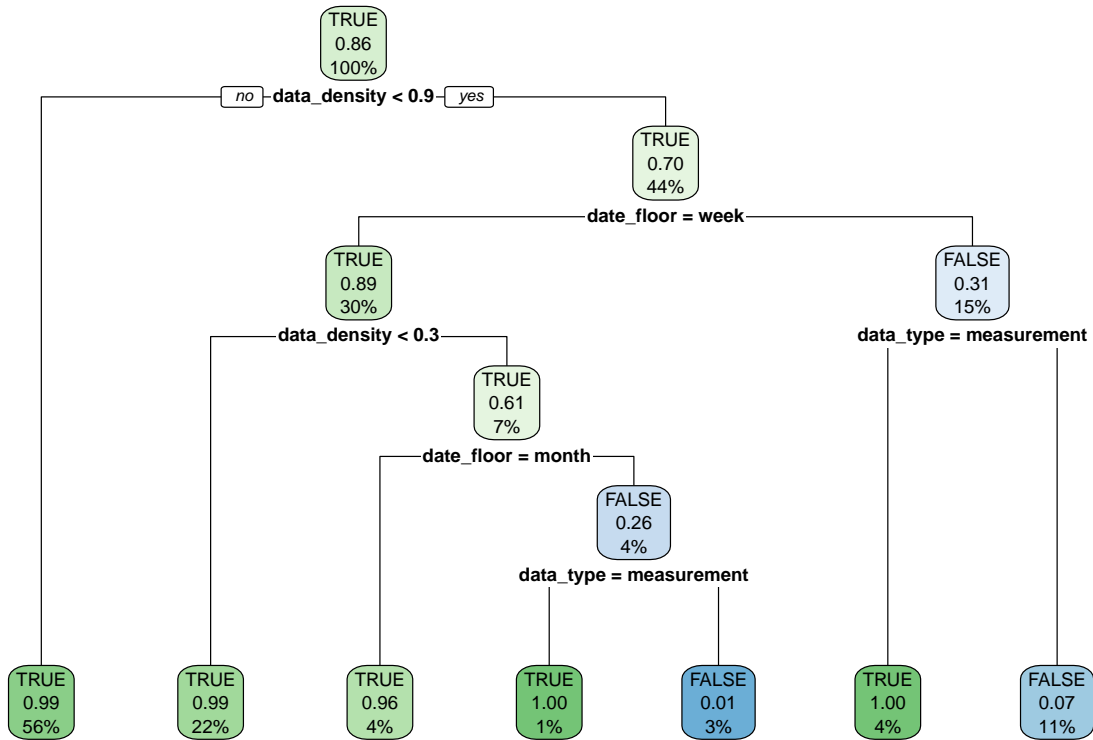 TRUE
0.86
100%
no data_density < 0.9 yes
TRUE
0.70
44%
date_floor = week
TRUE
0.89
30%
FALSE
0.31
15%
data_density < 0.3
data_type = measurement
TRUE
0.61
7%
date_floor = month
FALSE
0.26
4%
data_type = measurement
TRUE
0.99
56%
TRUE
0.99
22%
TRUE
0.96
4%
TRUE
1.00
1%
FALSE
0.01
3%
TRUE
1.00
4%
FALSE
0.07
11%